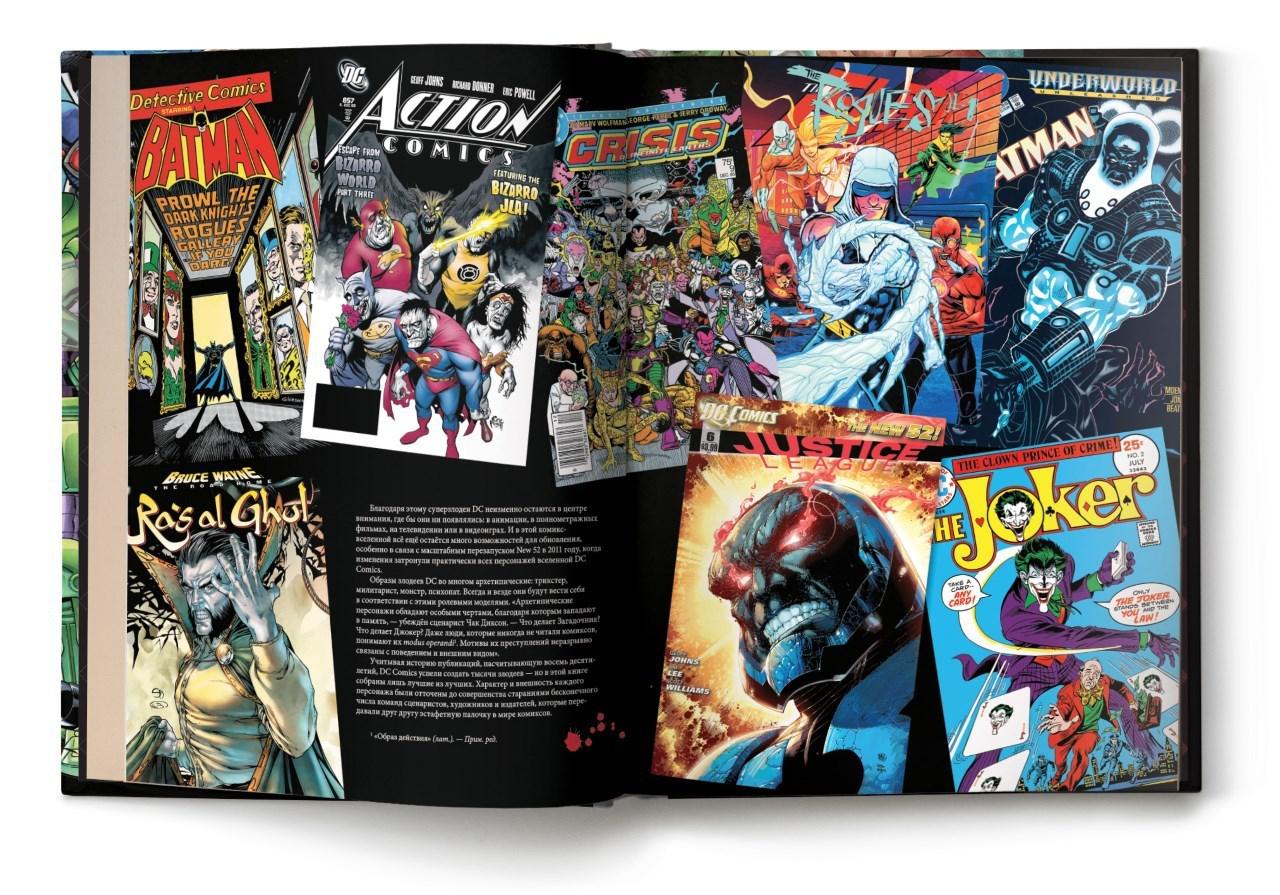 Detective Comics
STARRING
BATMAN
PROWL THE
DARK KNIGHT'S
ROGUES
GALLERY
IF YOU
DARE
DC
857
GEOFF JOHNS RICHARD DONNER ERIC POWELL
ACTION
COMICS
ESCAPE FROM
BIZARRO
WORLD
PART THREE
FEATURING THE
BIZARRO
JLA!
MARV WOLFMAN GEORGE PEREZ & JERRY ORDWAY
CRISIS
ON INFINITE EARTHS
75¢
9
DEC. 85
THE
ROGUES
UNDERWORLD
UNLEASHED
BATMAN
BRUCE WAYNE
THE ROAD HOME
Ra's al Ghul
Благодаря этому суперзлодеи DC неизменно остаются в центре
внимания, где бы они ни появлялись: в анимации, в полнометражных
фильмах, на телевидении или в видеоиграх. И в этой комикс-
вселенной всё ещё остаётся много возможностей для обновления,
особенно в связи с масштабным перезапуском New 52 в 2011 году, когда
изменения затронули практически всех персонажей вселенной DC
Comics.
Образы злодеев DC во многом архетипические: трикстер,
милитарист, монстр, психопат. Всегда и везде они будут вести себя
в соответствии с этими ролевыми моделями. «Архетипические
персонажи обладают особыми чертами, благодаря которым западают
в память, — убеждён сценарист Чак Диксон. — Что делает Загадочник?
Что делает Джокер? Даже люди, которые никогда не читали комиксов,
понимают их modus operandi¹. Мотивы их преступлений неразрывно
связаны с поведением и внешним видом».
Учитывая историю публикаций, насчитывающую восемь десяти-
летий, DC Comics успели создать тысячи злодеев — но в этой книге
собраны лишь лучшие из лучших. Характер и внешность каждого
персонажа были отточены до совершенства стараниями бесконечного
числа команд сценаристов, художников и издателей, которые пере-
давали друг другу эстафетную палочку в мире комиксов.
¹ «Образ действия» (лат.). — Прим. ред.
DC COMICS
THE NEW 52!
6
$3.99
JUSTICE
LEAGUE
JOHNS
LEE
WILLIAMS
THE CLOWN PRINCE OF CRIME!
25¢
NO. 2
JULY
THE Joker
TAKE A
CARD--
ANY
CARD!
ONLY
THE JOKER
STANDS BETWEEN
YOU AND THE
LAW!